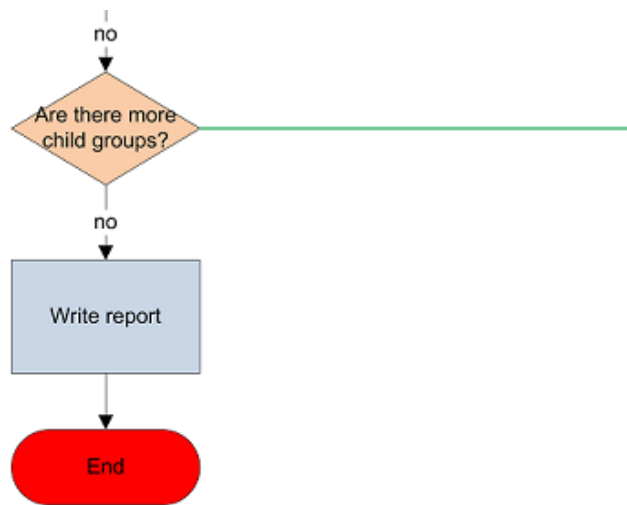 no
Are there more
child groups?
no
Write report
End